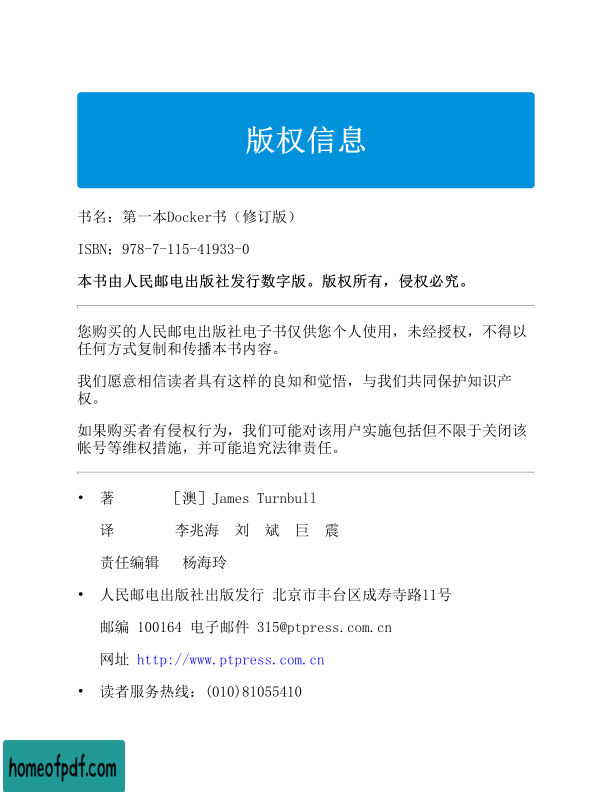 版权信息
书名：第一本Docker书（修订版）
ISBN：978-7-115-41933-0
本书由人民邮电出版社发行数字版。版权所有，侵权必究。
您购买的人民邮电出版社电子书仅供您个人使用，未经授权，不得以
任何方式复制和传播本书内容。
我们愿意相信读者具有这样的良知和觉悟，与我们共同保护知识产
权。
如果购买者有侵权行为，我们可能对该用户实施包括但不限于关闭该
帐号等维权措施，并可能追究法律责任。
• 著 ［澳］James Turnbull
译 李兆海 刘 斌 巨 震
责任编辑 杨海玲
• 人民邮电出版社出版发行 北京市丰台区成寿寺路11号
邮编 100164 电子邮件 315@ptpress.com.cn
网址 http://www.ptpress.com.cn
• 读者服务热线：(010)81055410
homeofpdf.com